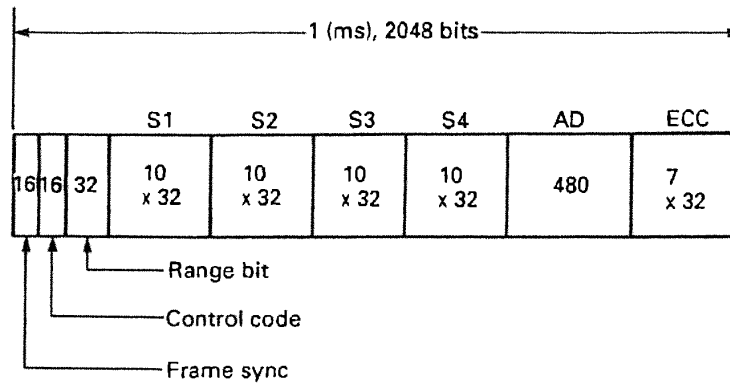 1 (ms), 2048 bits
S1 S2 S3 S4 AD ECC
16 16 32 10 x 32 10 x 32 10 x 32 10 x 32 480 7 x 32
Range bit
Control code
Frame sync